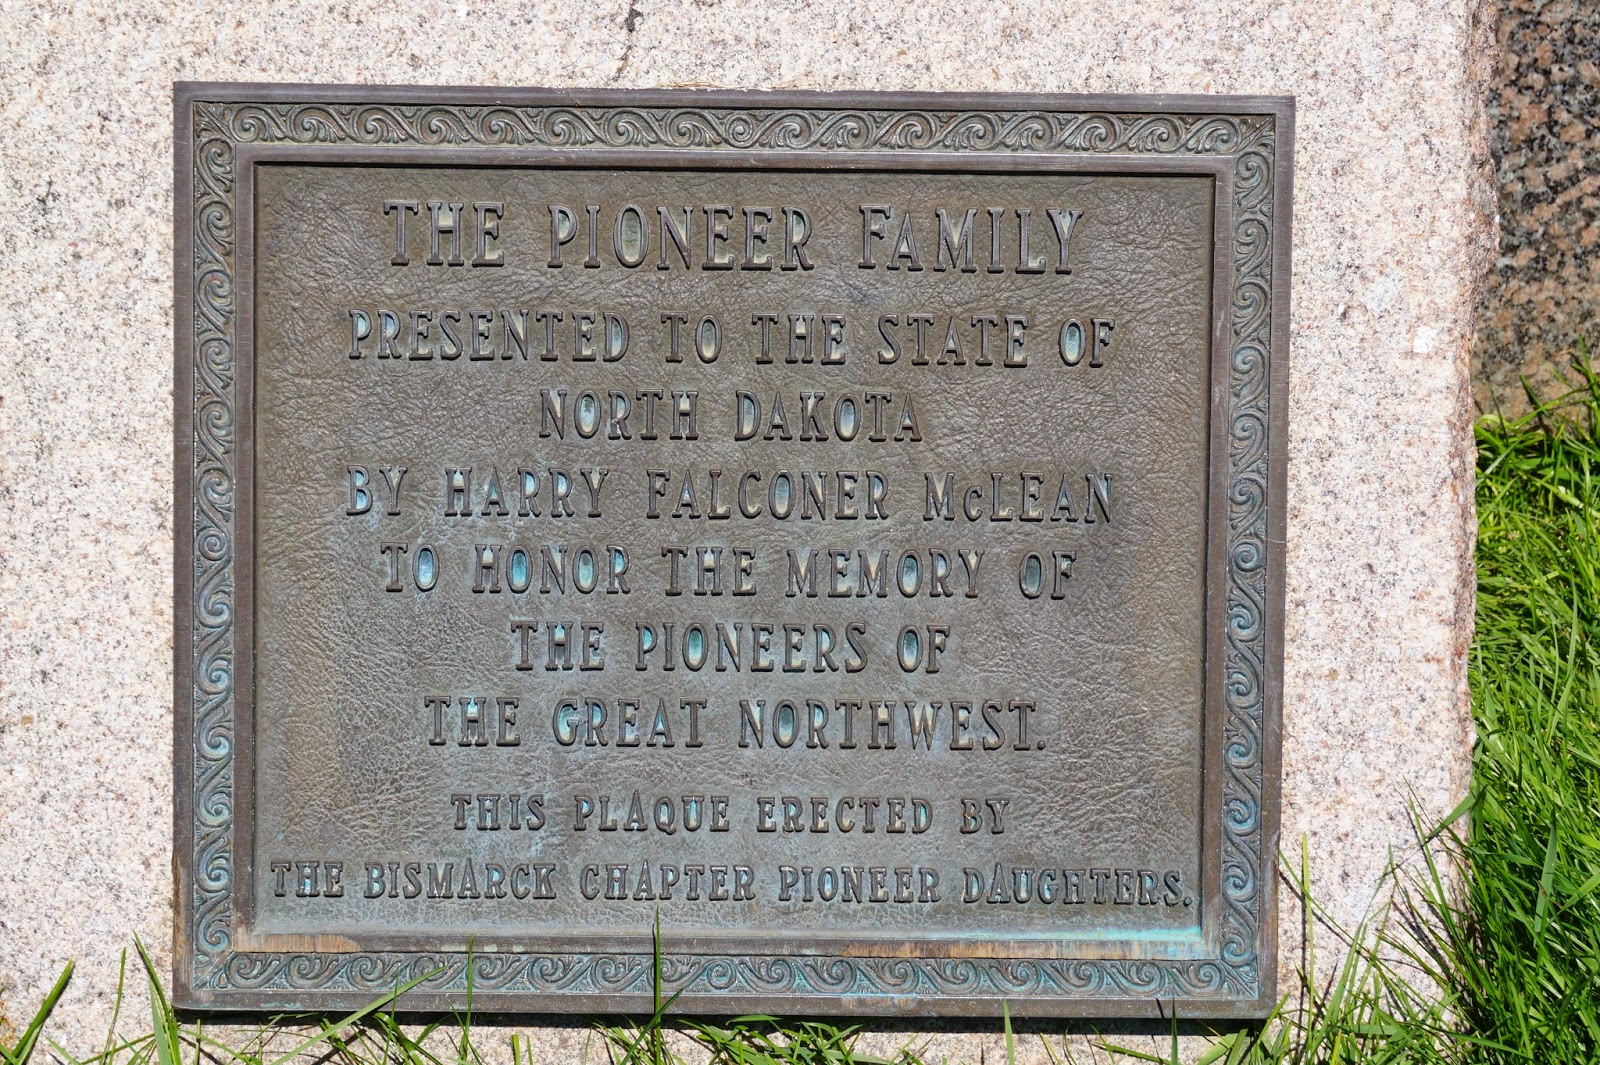 THE PIONEER FAMILY
PRESENTED TO THE STATE OF
NORTH DAKOTA
BY HARRY FALCONER McLEAN
TO HONOR THE MEMORY OF
THE PIONEERS OF
THE GREAT NORTHWEST.
THIS PLAQUE ERECTED BY
THE BISMARCK CHAPTER PIONEER DAUGHTERS.